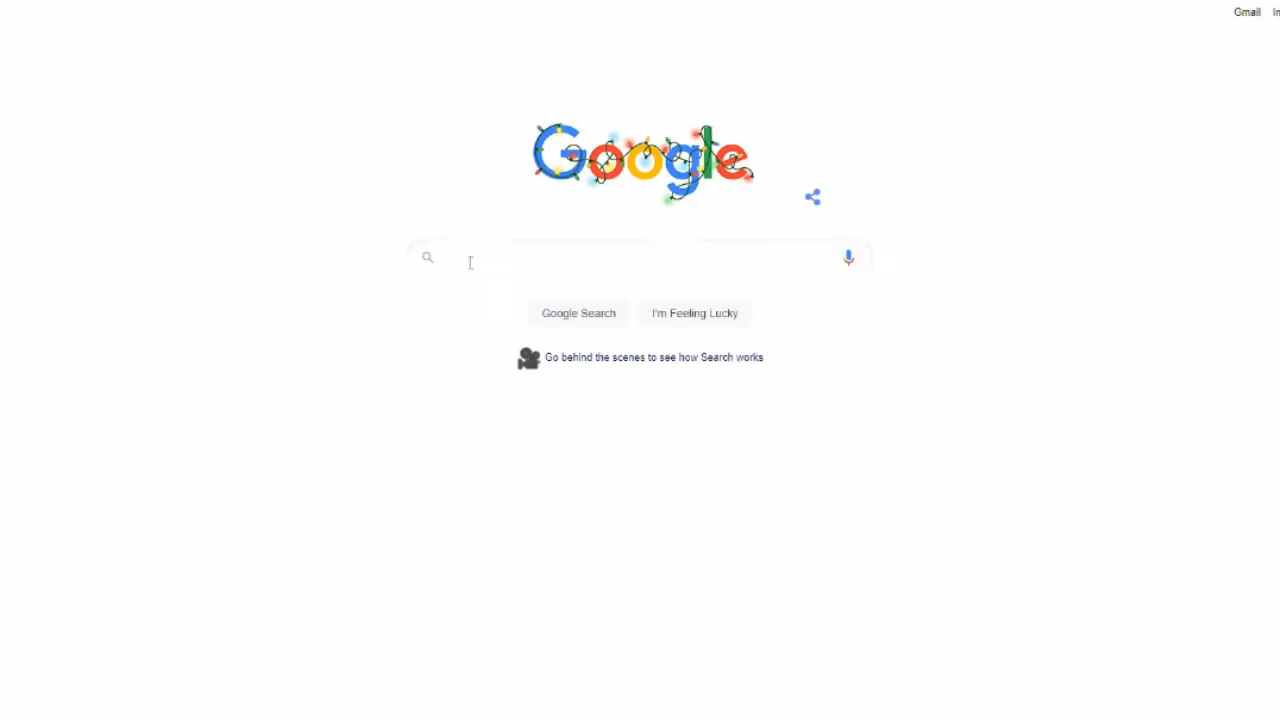 Gmail
Google
Google Search
I'm Feeling Lucky
Go behind the scenes to see how Search works